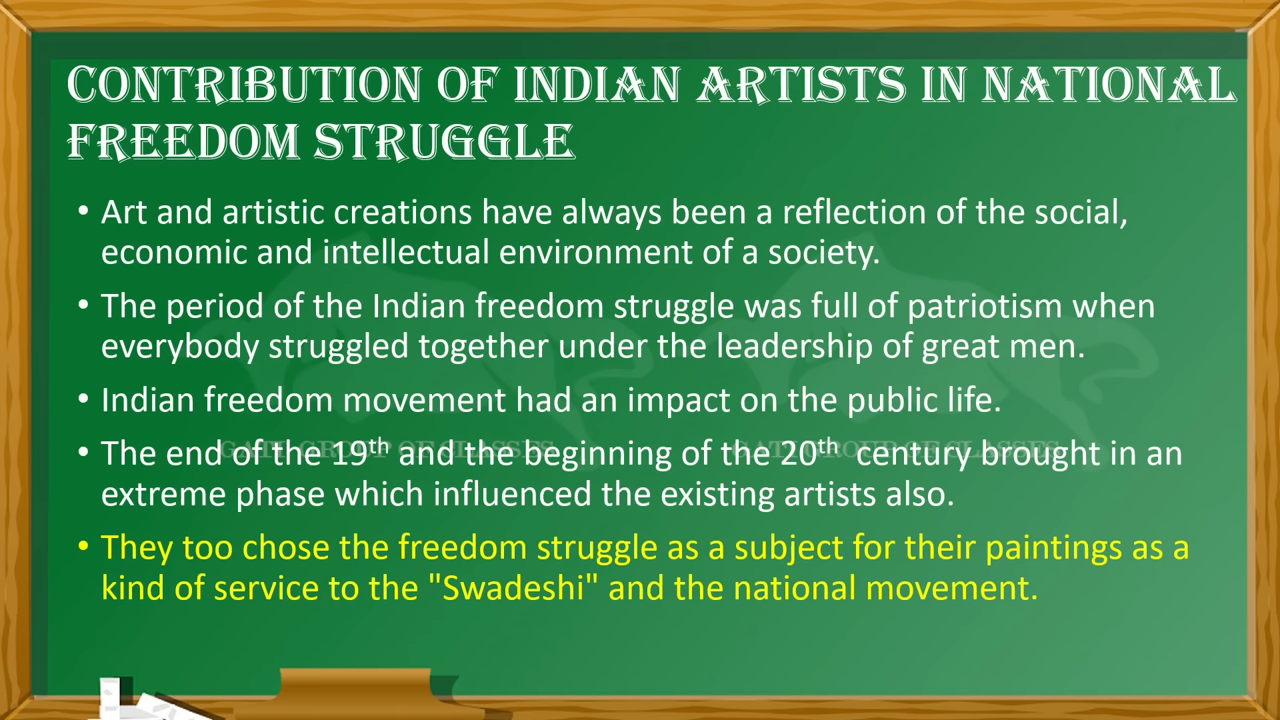 CONTRIBUTION OF INDIAN ARTISTS IN NATIONAL
FREEDOM STRUGGLE
• Art and artistic creations have always been a reflection of the social,
economic and intellectual environment of a society.
• The period of the Indian freedom struggle was full of patriotism when
everybody struggled together under the leadership of great men.
• Indian freedom movement had an impact on the public life.
• The end of the 19th and the beginning of the 20th century brought in an
extreme phase which influenced the existing artists also.
• They too chose the freedom struggle as a subject for their paintings as a
kind of service to the "Swadeshi" and the national movement.